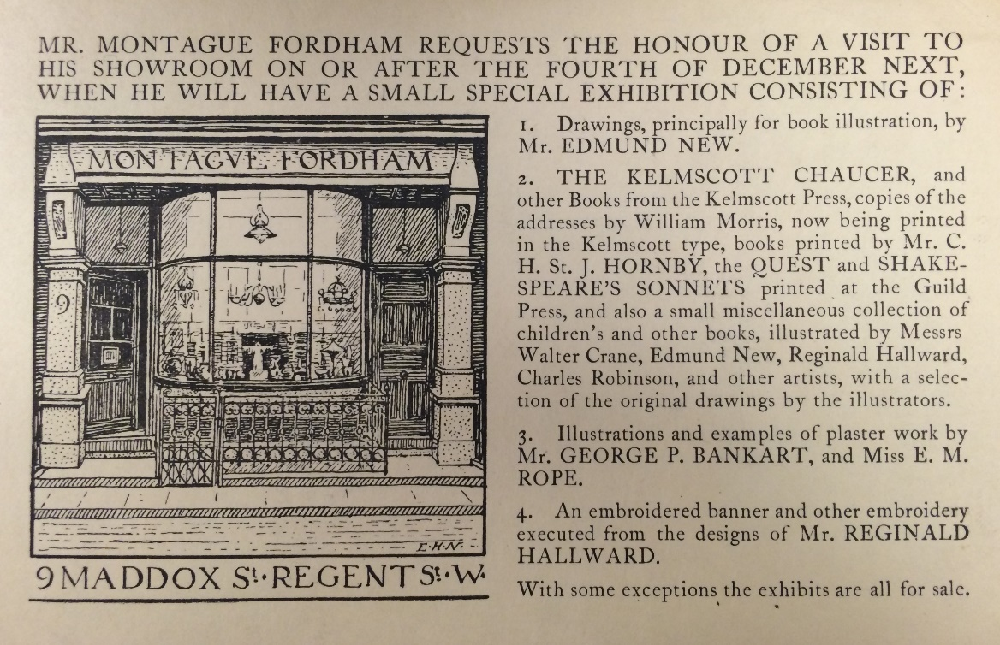 MR. MONTAGUE FORDHAM REQUESTS THE HONOUR OF A VISIT TO
HIS SHOWROOM ON OR AFTER THE FOURTH OF DECEMBER NEXT,
WHEN HE WILL HAVE A SMALL SPECIAL EXHIBITION CONSISTING OF:
MONTAGVE FORDHAM
9
E·H·N·
9 MADDOX St· REGENT St·W·
1. Drawings, principally for book illustration, by
Mr. EDMUND NEW.
2. THE KELMSCOTT CHAUCER, and
other Books from the Kelmscott Press, copies of the
addresses by William Morris, now being printed
in the Kelmscott type, books printed by Mr. C.
H. St. J. HORNBY, the QUEST and SHAKE-
SPEARE'S SONNETS printed at the Guild
Press, and also a small miscellaneous collection of
children's and other books, illustrated by Messrs
Walter Crane, Edmund New, Reginald Hallward,
Charles Robinson, and other artists, with a selec-
tion of the original drawings by the illustrators.
3. Illustrations and examples of plaster work by
Mr. GEORGE P. BANKART, and Miss E. M.
ROPE.
4. An embroidered banner and other embroidery
executed from the designs of Mr. REGINALD
HALLWARD.
With some exceptions the exhibits are all for sale.